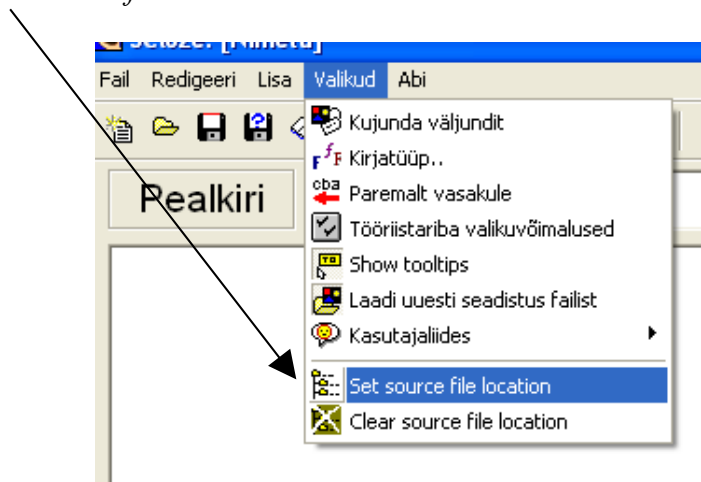 Fail Redigeeri Lisa Valikud Abi
Kujunda väljundit
Kirjatüüp..
Pealkiri
Paremalt vasakule
Tööriistariba valikuvõimalused
Show tooltips
Laadi uuesti seadistus failist
Kasutajaliides
Set source file location
Clear source file location